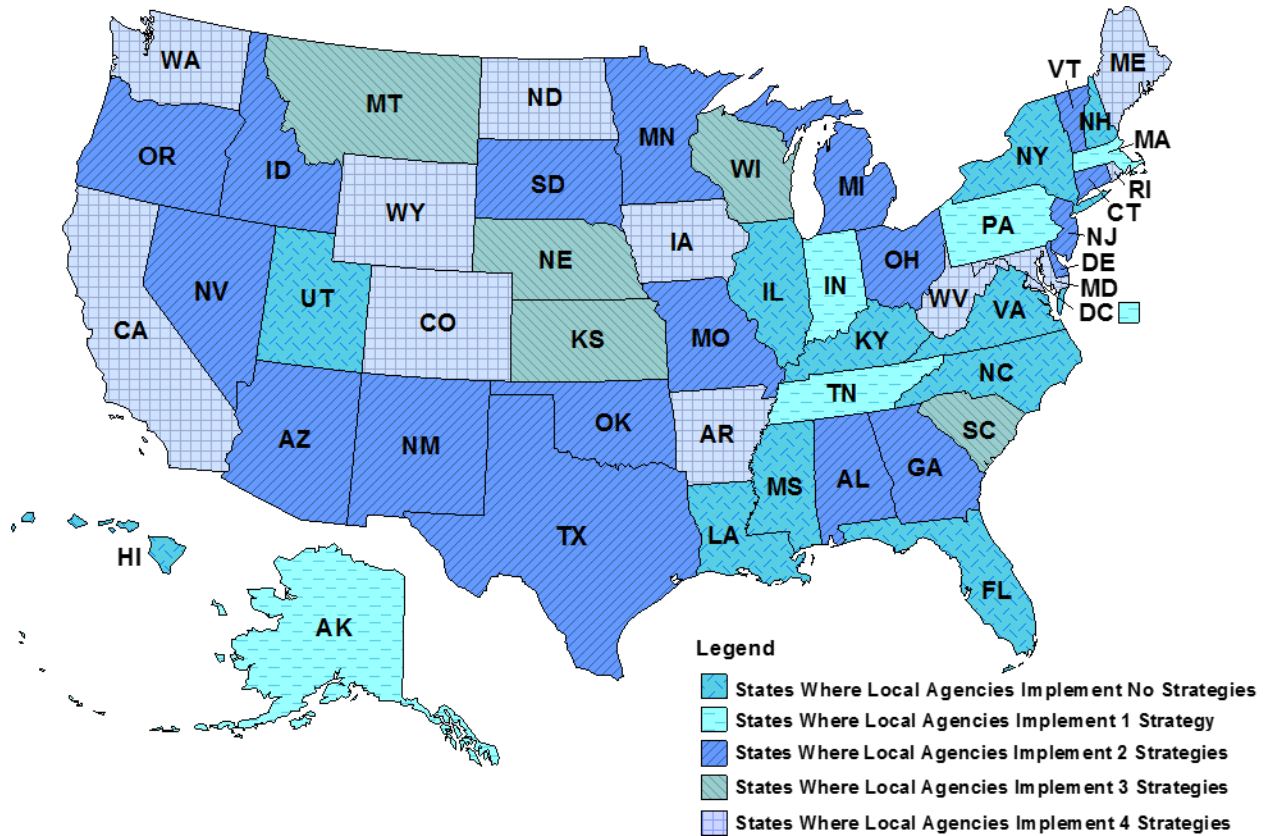 WA
ME
VT
MT
ND
MN
NH
OR
ID
NY
MA
WI
SD
MI
RI
WY
CT
PA
IA
NJ
NE
OH
DE
NV
IN
MD
UT
IL
WV
VA
DC
CA
CO
KS
MO
KY
NC
TN
AZ
NM
OK
AR
SC
GA
MS
AL
TX
LA
HI
FL
AK
Legend
States Where Local Agencies Implement No Strategies
States Where Local Agencies Implement 1 Strategy
States Where Local Agencies Implement 2 Strategies
States Where Local Agencies Implement 3 Strategies
States Where Local Agencies Implement 4 Strategies